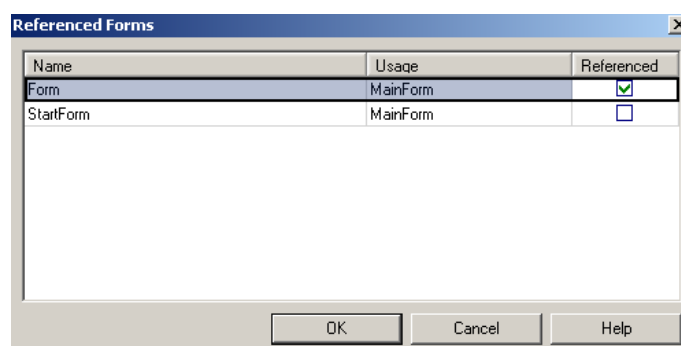 Referenced Forms
Name Usage Referenced
Form MainForm
StartForm MainForm
OK Cancel Help